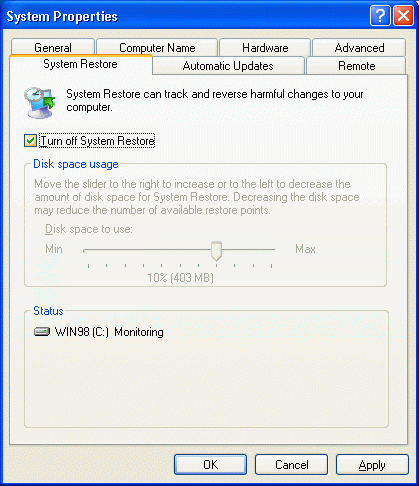 System Properties
General Computer Name Hardware Advanced
System Restore Automatic Updates Remote
System Restore can track and reverse harmful changes to your
computer.
Turn off System Restore
Disk space usage
Move the slider to the right to increase or to the left to decrease the
amount of disk space for System Restore. Decreasing the disk space
may reduce the number of available restore points.
Disk space to use:
Min Max
10% (403 MB)
Status
WIN98 (C:) Monitoring
OK Cancel Apply